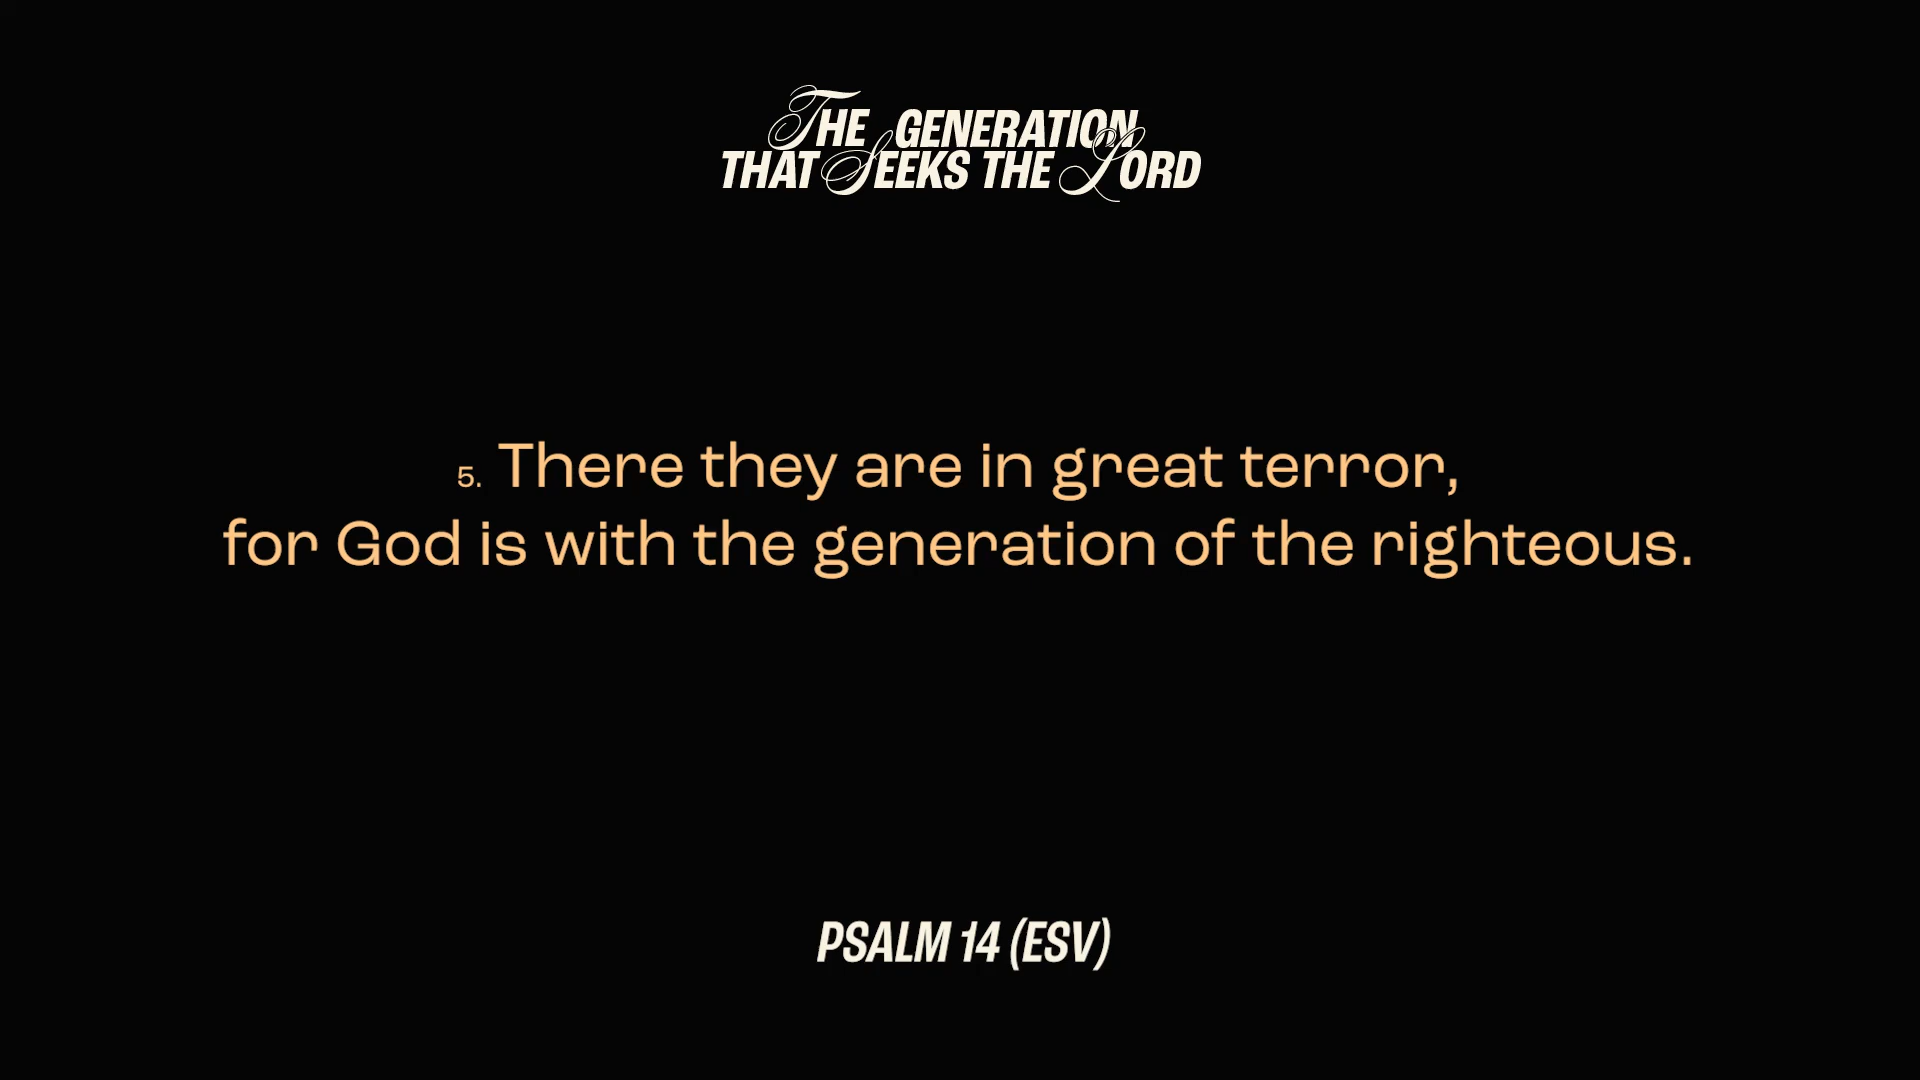 THE GENERATION
THAT SEEKS THE LORD
5. There they are in great terror,
for God is with the generation of the righteous.
PSALM 14 (ESV)